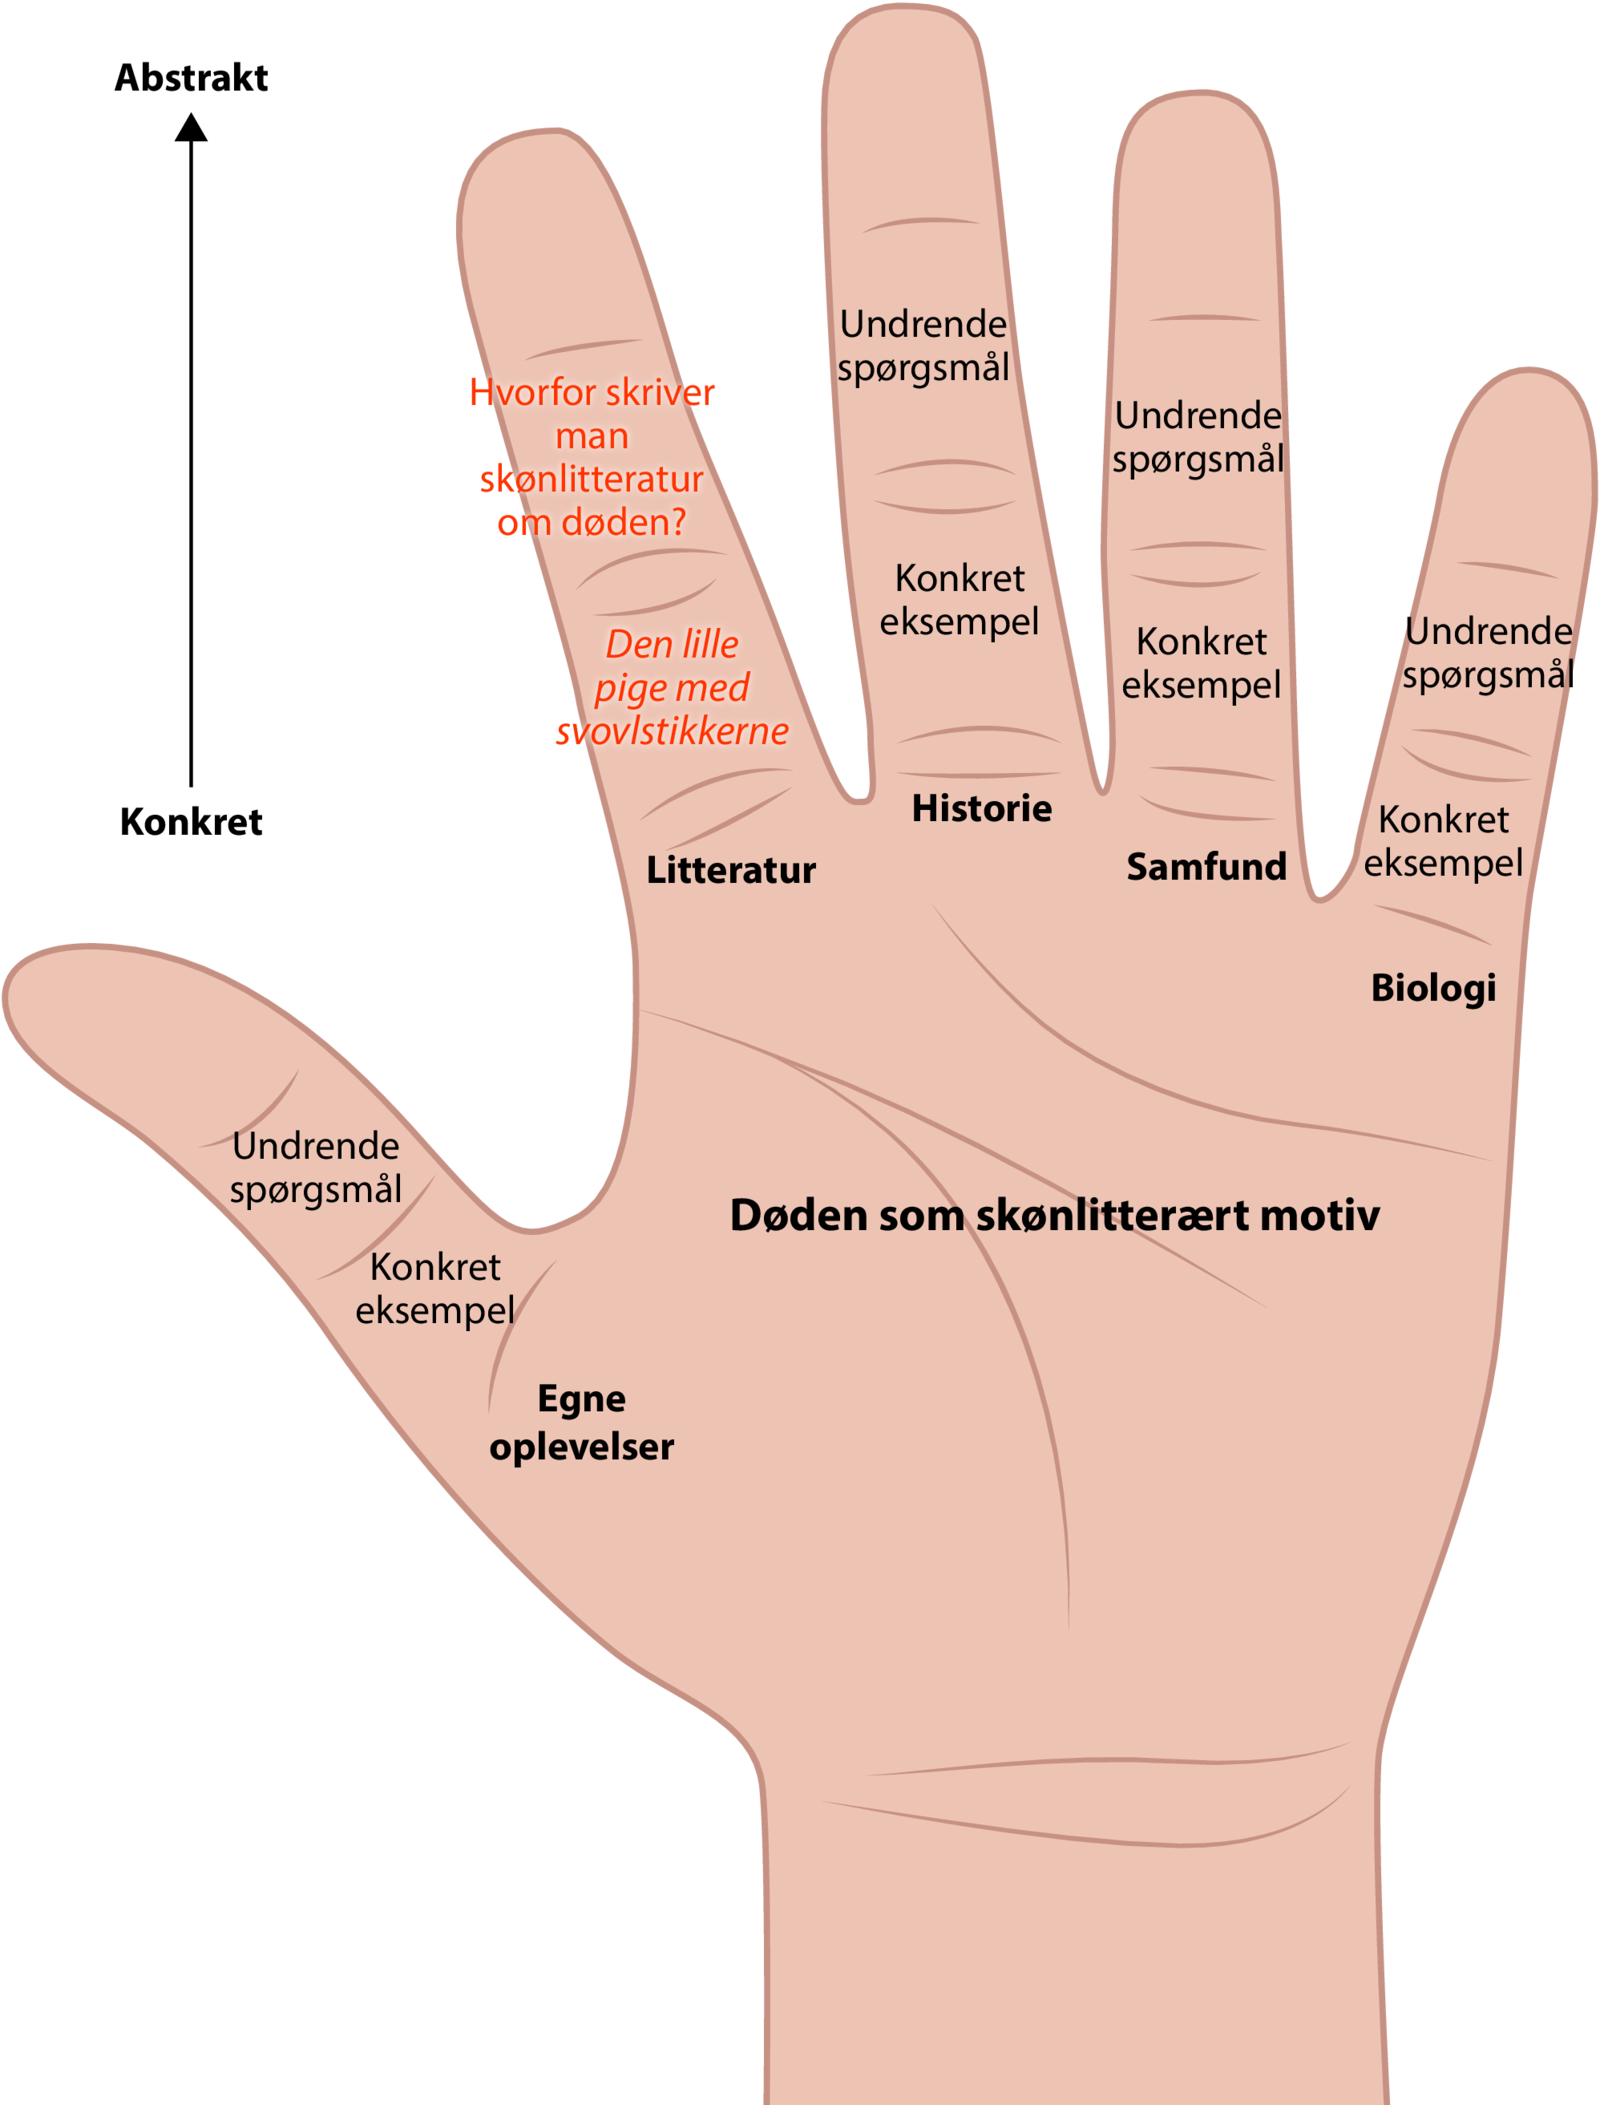 Abstrakt
Konkret
Hvorfor skriver
man
skønlitteratur
om døden?
Den lille
pige med
svovlstikkerne
Litteratur
Undrende
spørgsmål
Konkret
eksempel
Historie
Undrende
spørgsmål
Konkret
eksempel
Samfund
Undrende
spørgsmål
Konkret
eksempel
Biologi
Undrende
spørgsmål
Konkret
eksempel
Egne
oplevelser
Døden som skønlitterært motiv